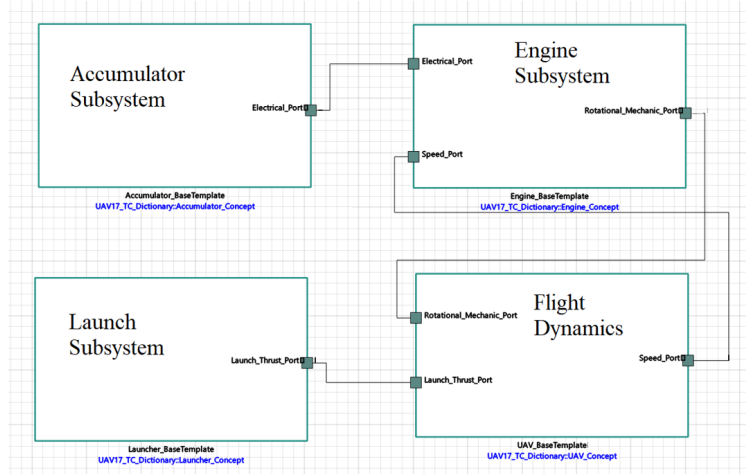 Accumulator
Subsystem
Electrical_Port
Accumulator_BaseTemplate
UAV17_TC_Dictionary::Accumulator_Concept
Engine
Subsystem
Electrical_Port
Rotational_Mechanic_Port
Speed_Port
Engine_BaseTemplate
UAV17_TC_Dictionary::Engine_Concept
Launch
Subsystem
Launch_Thrust_Port
Launcher_BaseTemplate
UAV17_TC_Dictionary::Launcher_Concept
Flight
Dynamics
Rotational_Mechanic_Port
Speed_Port
Launch_Thrust_Port
UAV_BaseTemplate
UAV17_TC_Dictionary::UAV_Concept